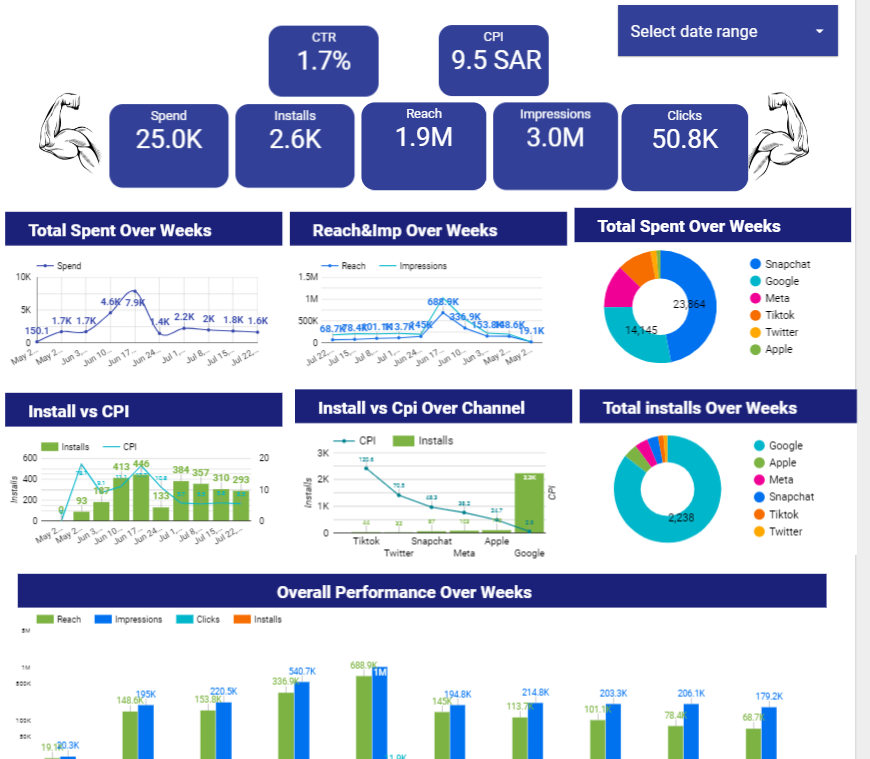 CTR
1.7%
CPI
9.5 SAR
Select date range
Spend
25.0K
Installs
2.6K
Reach
1.9M
Impressions
3.0M
Clicks
50.8K
Total Spent Over Weeks
Reach&Imp Over Weeks
Total Spent Over Weeks
Spend
10K
5K
0
150.1
1.7K
1.7K
4.6K
7.9K
1.4K
2.2K
2K
1.8K
1.6K
May 2...
May 2...
Jun 3,...
Jun 10...
Jun 17...
Jun 24...
Jul 1,...
Jul 8,...
Jul 15,...
Jul 22,...
Reach
Impressions
1.5M
1M
500K
0
68.7K
78.4K
101.1K
113.7K
145K
688.9K
336.9K
153.8K
148.6K
19.1K
Jul 22,...
Jul 15,...
Jul 8,...
Jul 1,...
Jun 24...
Jun 17...
Jun 10...
Jun 3,...
May 2...
May 2...
23,864
14,145
Snapchat
Google
Meta
Tiktok
Twitter
Apple
Install vs CPI
Install vs Cpi Over Channel
Total installs Over Weeks
Installs
CPI
Installs
600
400
200
0
20
10
0
0
93
187
413
446
133
384
357
310
293
May 2...
May 2...
Jun 3,...
Jun 10...
Jun 17...
Jun 24...
Jul 1,...
Jul 8,...
Jul 15,...
Jul 22,...
CPI
Installs
Installs
CPI
3K
2K
1K
0
Tiktok
Twitter
Snapchat
Meta
Apple
Google
2,238
Google
Apple
Meta
Snapchat
Tiktok
Twitter
Overall Performance Over Weeks
Reach
Impressions
Clicks
Installs
5M
1M
500K
100K
50K
19.1K
20.3K
148.6K
195K
153.8K
220.5K
336.9K
540.7K
688.9K
1M
1.9K
145K
194.8K
113.7K
214.8K
101.1K
203.3K
78.4K
206.1K
68.7K
179.2K